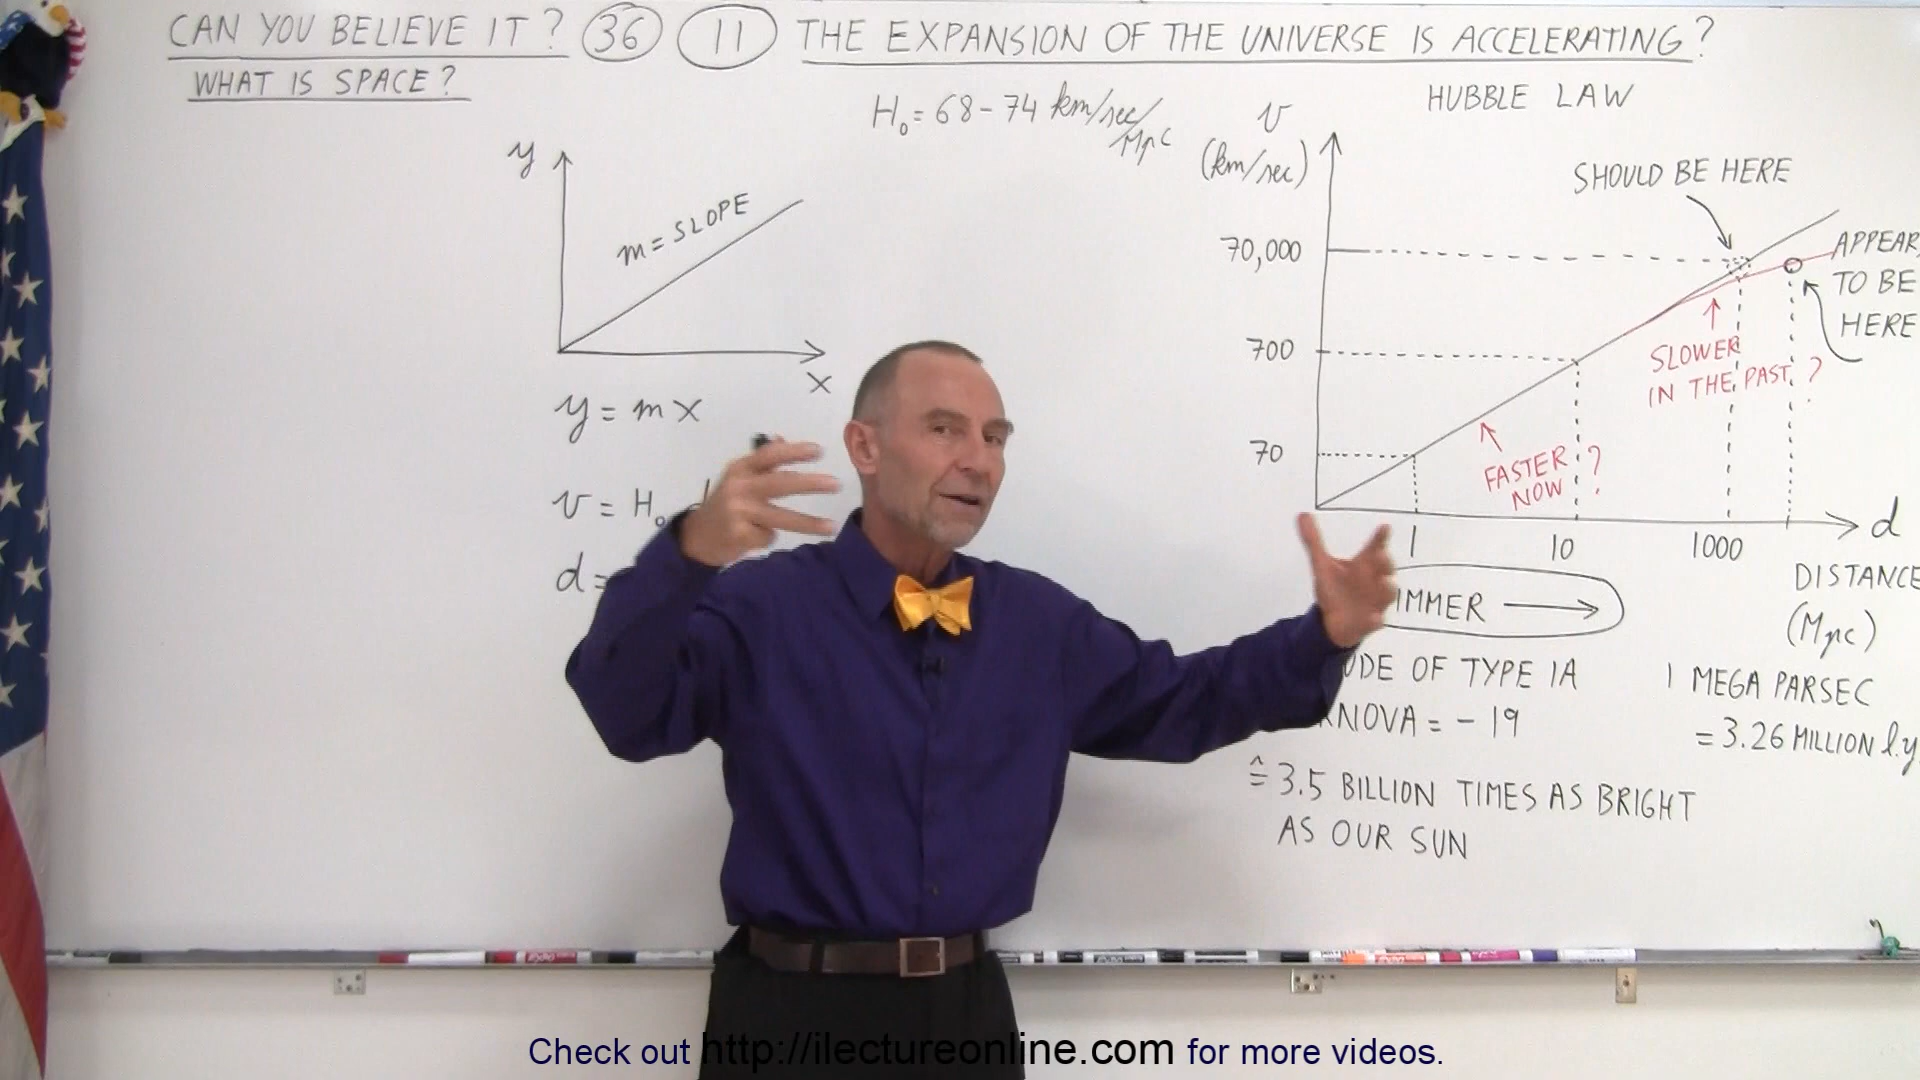 CAN YOU BELIEVE IT? 36 11 THE EXPANSION OF THE UNIVERSE IS ACCELERATING?
WHAT IS SPACE?
H₀ = 68 - 74 km/sec/Mpc
y
m = SLOPE
x
y = mx
v = H₀ d
d =
HUBBLE LAW
v
(km/sec)
SHOULD BE HERE
70,000
APPEARS
TO BE
HERE
700
SLOWER
IN THE PAST ?
70
FASTER
NOW ?
d
1 10 1000
DISTANCE
(Mpc)
IMMER →
UDE OF TYPE 1A
RNOVA = -19
≙ 3.5 BILLION TIMES AS BRIGHT
AS OUR SUN
1 MEGA PARSEC
= 3.26 MILLION l.y.
Check out http://ilectureonline.com for more videos.